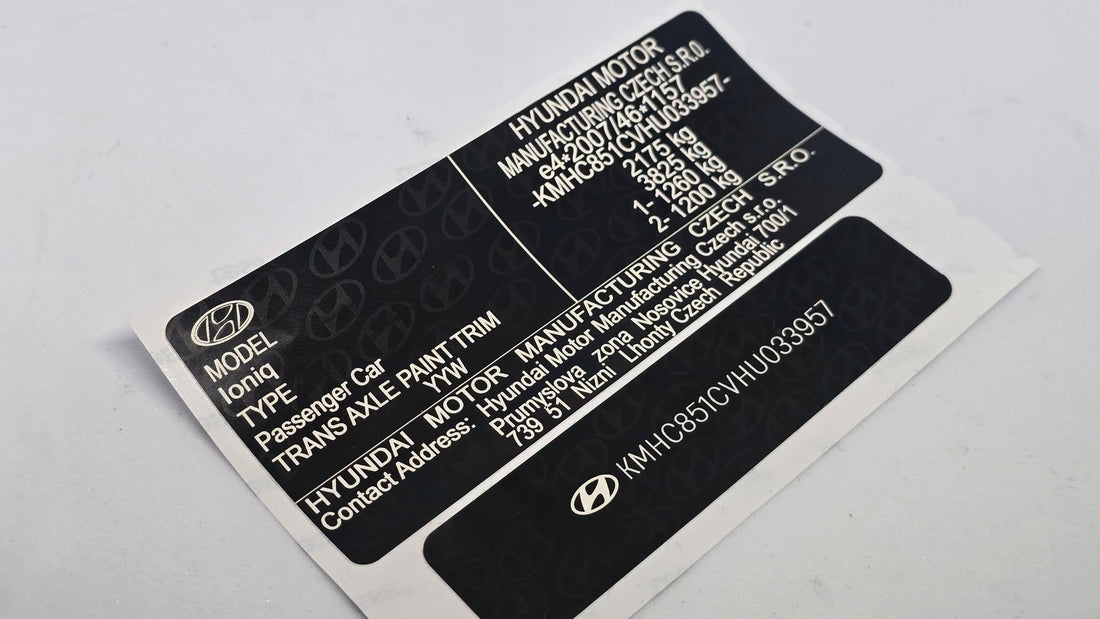 HYUNDAI MOTOR
MANUFACTURING CZECH S.R.O.
e4*2007/46*1157
-KMHC851CVHU033957-
2175 kg
3825 kg
1- 1260 kg
2- 1200 kg
MODEL
Ioniq
TYPE
Passenger Car
TRANS AXLE PAINT TRIM
YYW
HYUNDAI MOTOR MANUFACTURING CZECH S.R.O.
Contact Address: Hyundai Motor Manufacturing Czech s.r.o.
Prumyslova zona Nosovice Hyundai 700/1
739 51 Nizni Lhonty Czech Republic
KMHC851CVHU033957